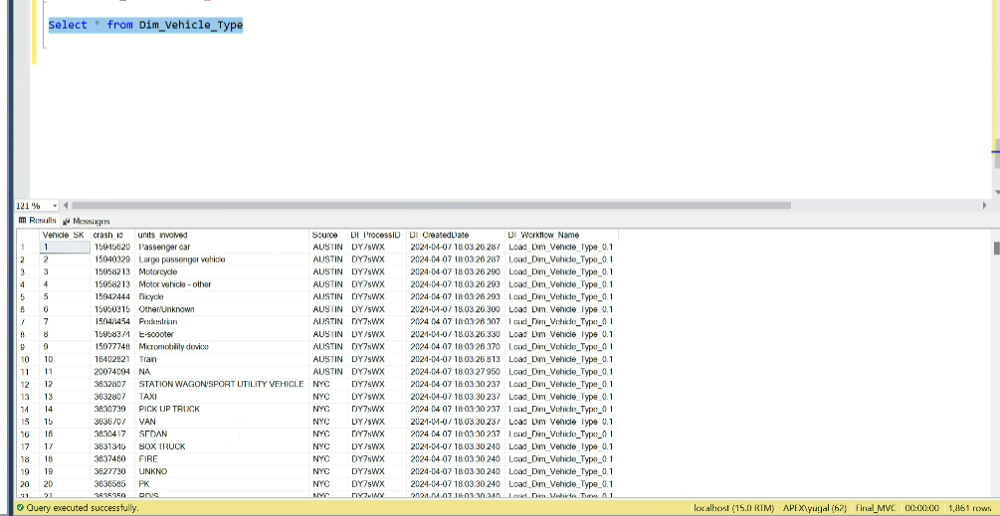 Select * from Dim_Vehicle_Type
121 %
Results Messages
Vehicle_SK crash_id units_involved Source DI_ProcessID DI_CreatedDate DI_Workflow_Name
1 1 15945620 Passenger car AUSTIN DY7sWX 2024-04-07 18:03:26.287 Load_Dim_Vehicle_Type_0.1
2 2 15940329 Large passenger vehicle AUSTIN DY7sWX 2024-04-07 18:03:26.287 Load_Dim_Vehicle_Type_0.1
3 3 15958213 Motorcycle AUSTIN DY7sWX 2024-04-07 18:03:26.290 Load_Dim_Vehicle_Type_0.1
4 4 15958213 Motor vehicle - other AUSTIN DY7sWX 2024-04-07 18:03:26.293 Load_Dim_Vehicle_Type_0.1
5 5 15942444 Bicycle AUSTIN DY7sWX 2024-04-07 18:03:26.293 Load_Dim_Vehicle_Type_0.1
6 6 15950315 Other/Unknown AUSTIN DY7sWX 2024-04-07 18:03:26.300 Load_Dim_Vehicle_Type_0.1
7 7 15948454 Pedestrian AUSTIN DY7sWX 2024-04-07 18:03:26.307 Load_Dim_Vehicle_Type_0.1
8 8 15958374 E-scooter AUSTIN DY7sWX 2024-04-07 18:03:26.330 Load_Dim_Vehicle_Type_0.1
9 9 15977748 Micromobility device AUSTIN DY7sWX 2024-04-07 18:03:26.370 Load_Dim_Vehicle_Type_0.1
10 10 16402821 Train AUSTIN DY7sWX 2024-04-07 18:03:26.813 Load_Dim_Vehicle_Type_0.1
11 11 20074094 NA AUSTIN DY7sWX 2024-04-07 18:03:27.950 Load_Dim_Vehicle_Type_0.1
12 12 3632807 STATION WAGON/SPORT UTILITY VEHICLE NYC DY7sWX 2024-04-07 18:03:30.237 Load_Dim_Vehicle_Type_0.1
13 13 3632807 TAXI NYC DY7sWX 2024-04-07 18:03:30.237 Load_Dim_Vehicle_Type_0.1
14 14 3630739 PICK UP TRUCK NYC DY7sWX 2024-04-07 18:03:30.237 Load_Dim_Vehicle_Type_0.1
15 15 3636707 VAN NYC DY7sWX 2024-04-07 18:03:30.237 Load_Dim_Vehicle_Type_0.1
16 16 3630417 SEDAN NYC DY7sWX 2024-04-07 18:03:30.237 Load_Dim_Vehicle_Type_0.1
17 17 3631345 BOX TRUCK NYC DY7sWX 2024-04-07 18:03:30.240 Load_Dim_Vehicle_Type_0.1
18 18 3637460 FIRE NYC DY7sWX 2024-04-07 18:03:30.240 Load_Dim_Vehicle_Type_0.1
19 19 3627730 UNKNO NYC DY7sWX 2024-04-07 18:03:30.240 Load_Dim_Vehicle_Type_0.1
20 20 3636585 PK NYC DY7sWX 2024-04-07 18:03:30.240 Load_Dim_Vehicle_Type_0.1
21 21 3635359 NYC DY7sWX 2024-04-07 18:03:30.240 Load_Dim_Vehicle_Type_0.1
Query executed successfully. localhost (15.0 RTM) APEX\yugal (62) Final_MVC 00:00:00 1,861 rows